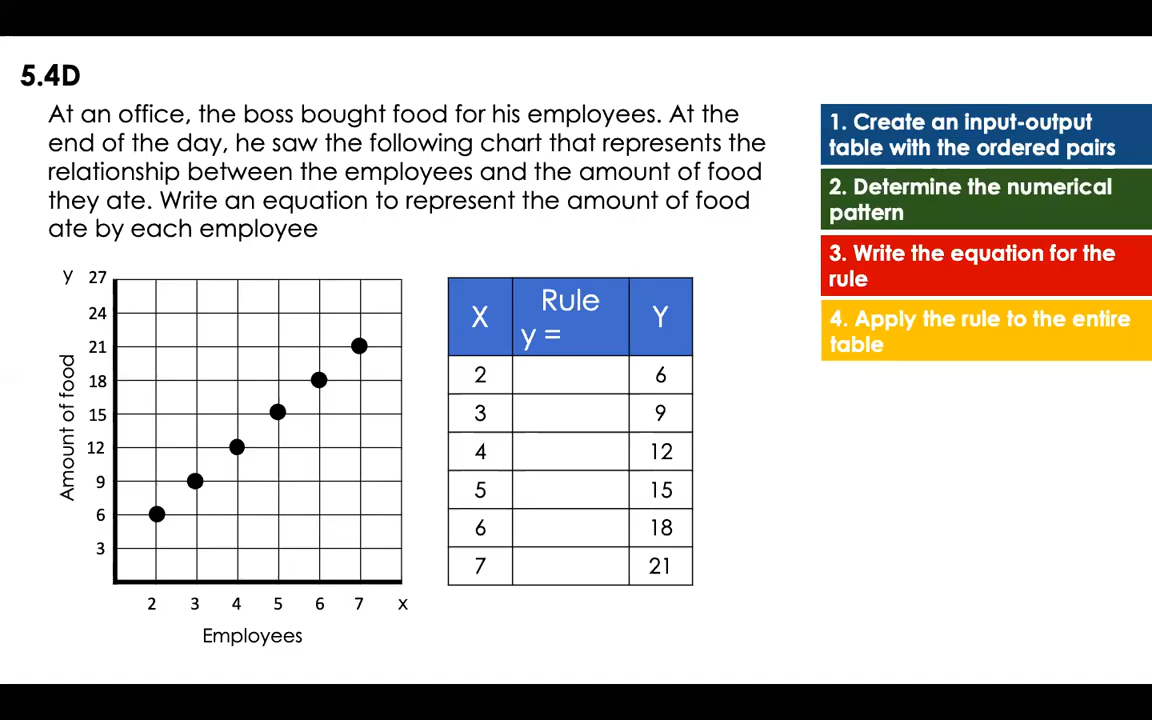 5.4D
At an office, the boss bought food for his employees. At the
end of the day, he saw the following chart that represents the
relationship between the employees and the amount of food
they ate. Write an equation to represent the amount of food
ate by each employee
1. Create an input-output
table with the ordered pairs
2. Determine the numerical
pattern
3. Write the equation for the
rule
4. Apply the rule to the entire
table
y 27
24
21
18
15
12
9
6
3
Amount of food
2 3 4 5 6 7 x
Employees
X Rule Y
y =
2 6
3 9
4 12
5 15
6 18
7 21